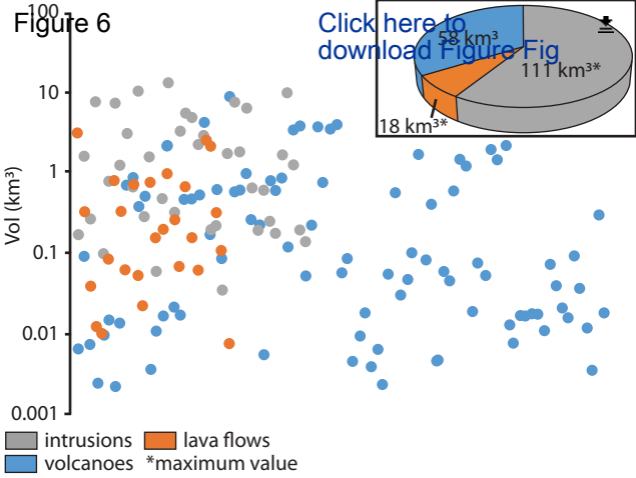 Figure 6
Click here to
download Figure Fig
100
10
1
0.1
0.01
0.001
Vol (km³)
58 km³
111 km³*
18 km³*
intrusions
lava flows
volcanoes
*maximum value